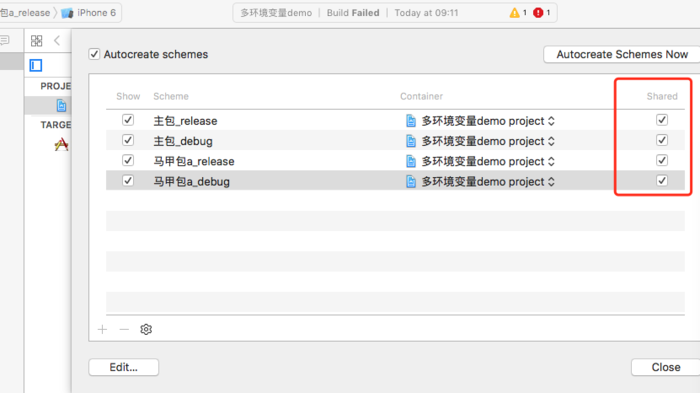 包a_release 〉 iPhone 6
多环境变量demo | Build Failed | Today at 09:11 1 1
Autocreate schemes
Autocreate Schemes Now
PROJE
TARGE
Show Scheme Container Shared
主包_release 多环境变量demo project
主包_debug 多环境变量demo project
马甲包a_release 多环境变量demo project
马甲包a_debug 多环境变量demo project
Edit...
Close